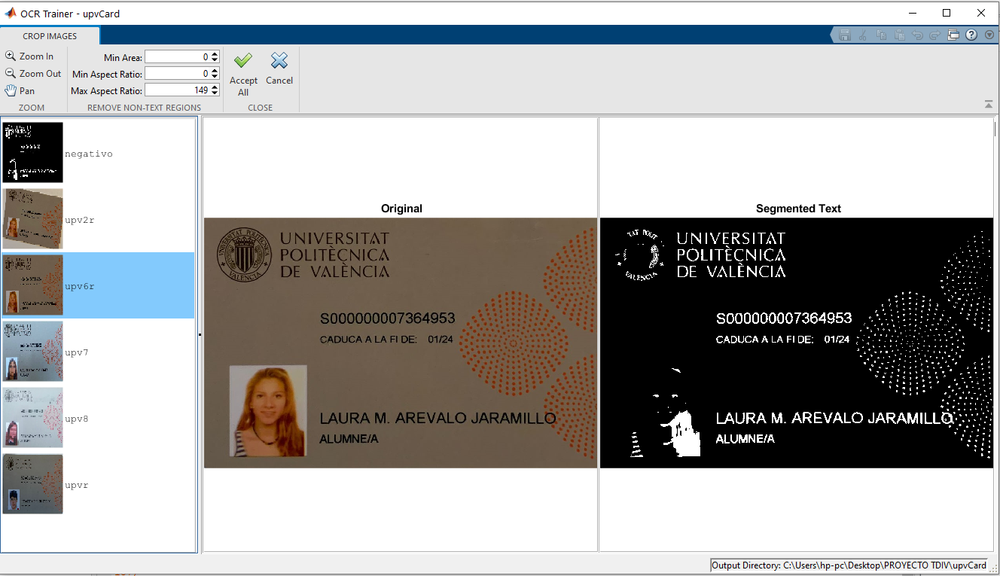 OCR Trainer - upvCard
CROP IMAGES
Zoom In
Zoom Out
Pan
ZOOM
Min Area: 0
Min Aspect Ratio: 0
Max Aspect Ratio: 149
REMOVE NON-TEXT REGIONS
Accept All
Cancel
CLOSE
negativo
upv2r
upv6r
upv7
upv8
upvr
Original
UNIVERSITAT
POLITÈCNICA
DE VALÈNCIA
S000000007364953
CADUCA A LA FI DE: 01/24
LAURA M. AREVALO JARAMILLO
ALUMNE/A
Segmented Text
TAT POLIT
VALENCIA
UNIVERSITAT
POLITÈCNICA
DE VALÈNCIA
S000000007364953
CADUCA A LA FI DE: 01/24
LAURA M. AREVALO JARAMILLO
ALUMNE/A
Output Directory: C:\Users\hp-pc\Desktop\PROYECTO TDIV\upvCard